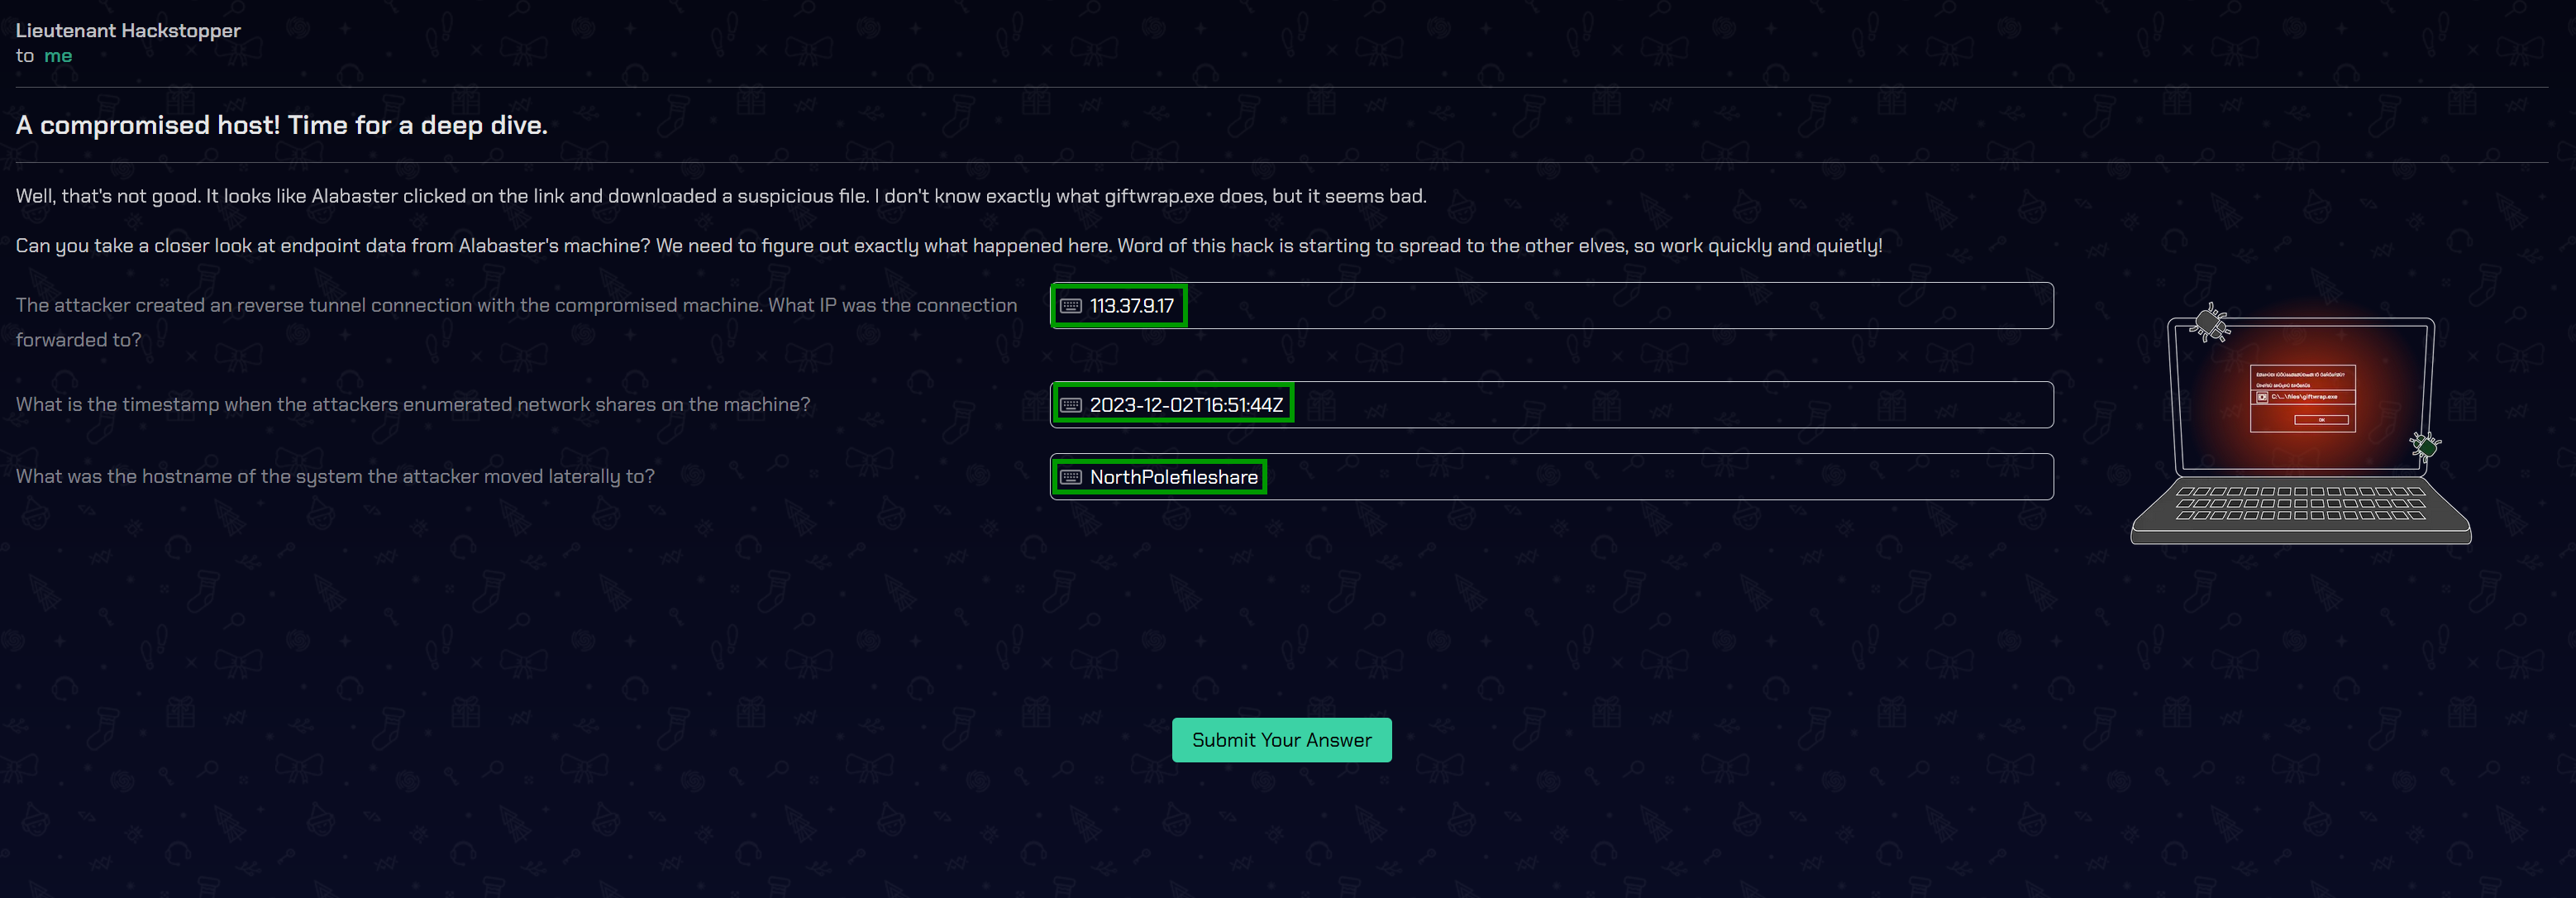 Lieutenant Hackstopper
to me
A compromised host! Time for a deep dive.
Well, that's not good. It looks like Alabaster clicked on the link and downloaded a suspicious file. I don't know exactly what giftwrap.exe does, but it seems bad.
Can you take a closer look at endpoint data from Alabaster's machine? We need to figure out exactly what happened here. Word of this hack is starting to spread to the other elves, so work quickly and quietly!
The attacker created an reverse tunnel connection with the compromised machine. What IP was the connection
forwarded to?
113.37.9.17
What is the timestamp when the attackers enumerated network shares on the machine?
2023-12-02T16:51:44Z
What was the hostname of the system the attacker moved laterally to?
NorthPolefileshare
C:\...\files\giftwrap.exe
OK
Submit Your Answer